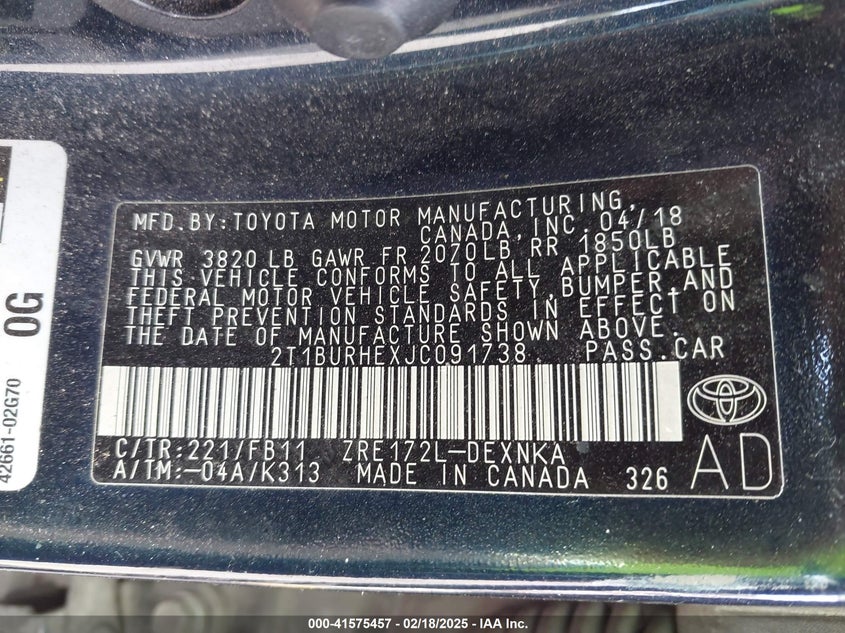 MFD.BY:TOYOTA MOTOR MANUFACTURING,
CANADA, INC. 04/18
GVWR 3820 LB GAWR FR 2070LB RR 1850LB
THIS VEHICLE CONFORMS TO ALL APPLICABLE
FEDERAL MOTOR VEHICLE SAFETY,BUMPER,AND
THEFT PREVENTION STANDARDS IN EFFECT ON
THE DATE OF MANUFACTURE SHOWN ABOVE.
2T1BURHEXJC091738 PASS.CAR
C/TR:221/FB11 ZRE172L-DEXNKA
A/TM:-04A/K313 MADE IN CANADA 326
AD
0G
42661-02G70
000-41575457 - 02/18/2025 - IAA Inc.